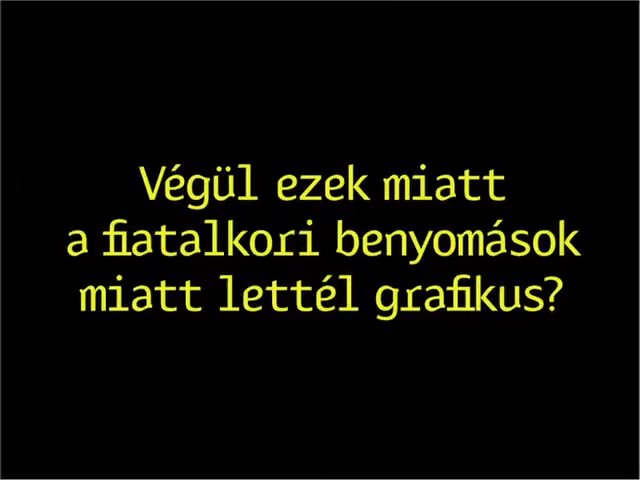 Végül ezek miatt
a fiatalkori benyomások
miatt lettél grafikus?